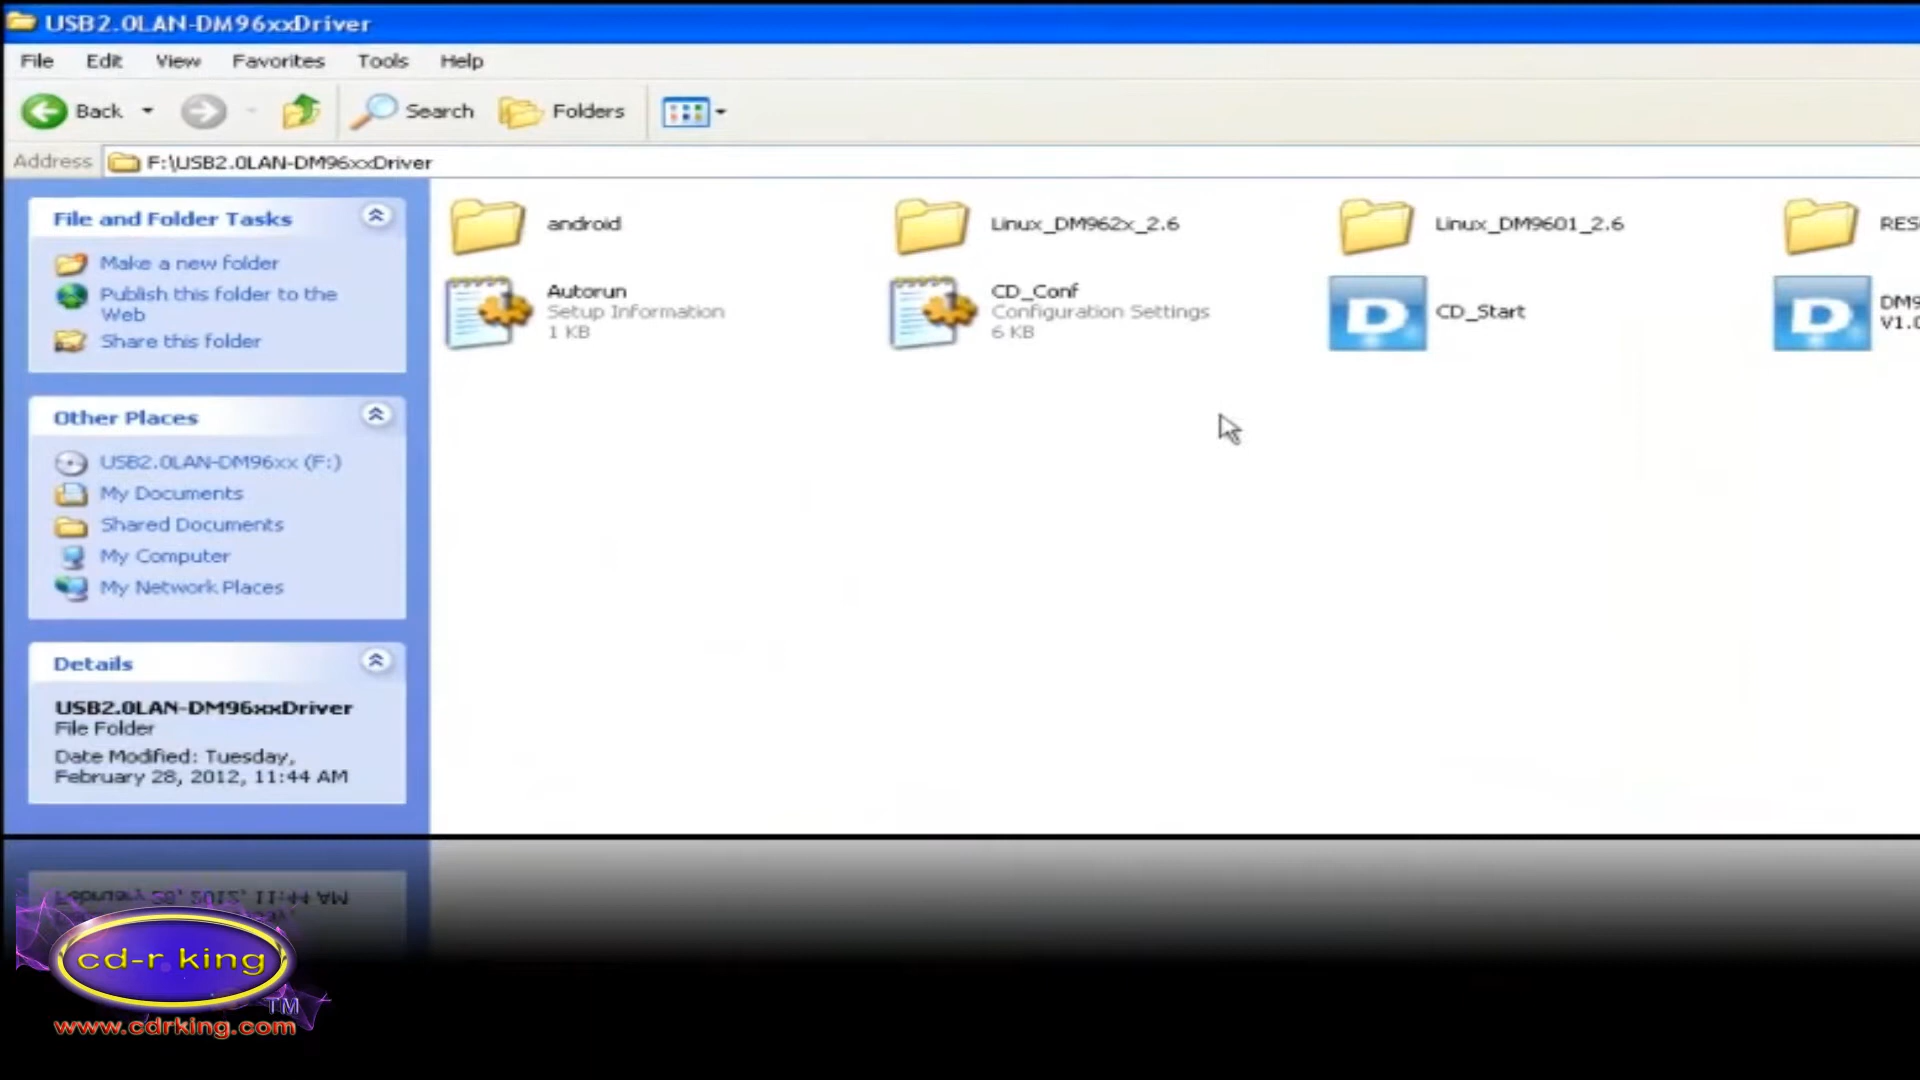 USB2.0LAN-DM96xxDriver
File Edit View Favorites Tools Help
Back Search Folders
Address F:\USB2.0LAN-DM96xxDriver
File and Folder Tasks
Make a new folder
Publish this folder to the
Web
Share this folder
Other Places
USB2.0LAN-DM96xx (F:)
My Documents
Shared Documents
My Computer
My Network Places
Details
USB2.0LAN-DM96xxDriver
File Folder
Date Modified: Tuesday,
February 28, 2012, 11:44 AM
android
Linux_DM962x_2.6
Linux_DM9601_2.6
RES
Autorun
Setup Information
1 KB
CD_Conf
Configuration Settings
6 KB
D
CD_Start
D
DM9
V1.0
cd-r king
TM
www.cdrking.com